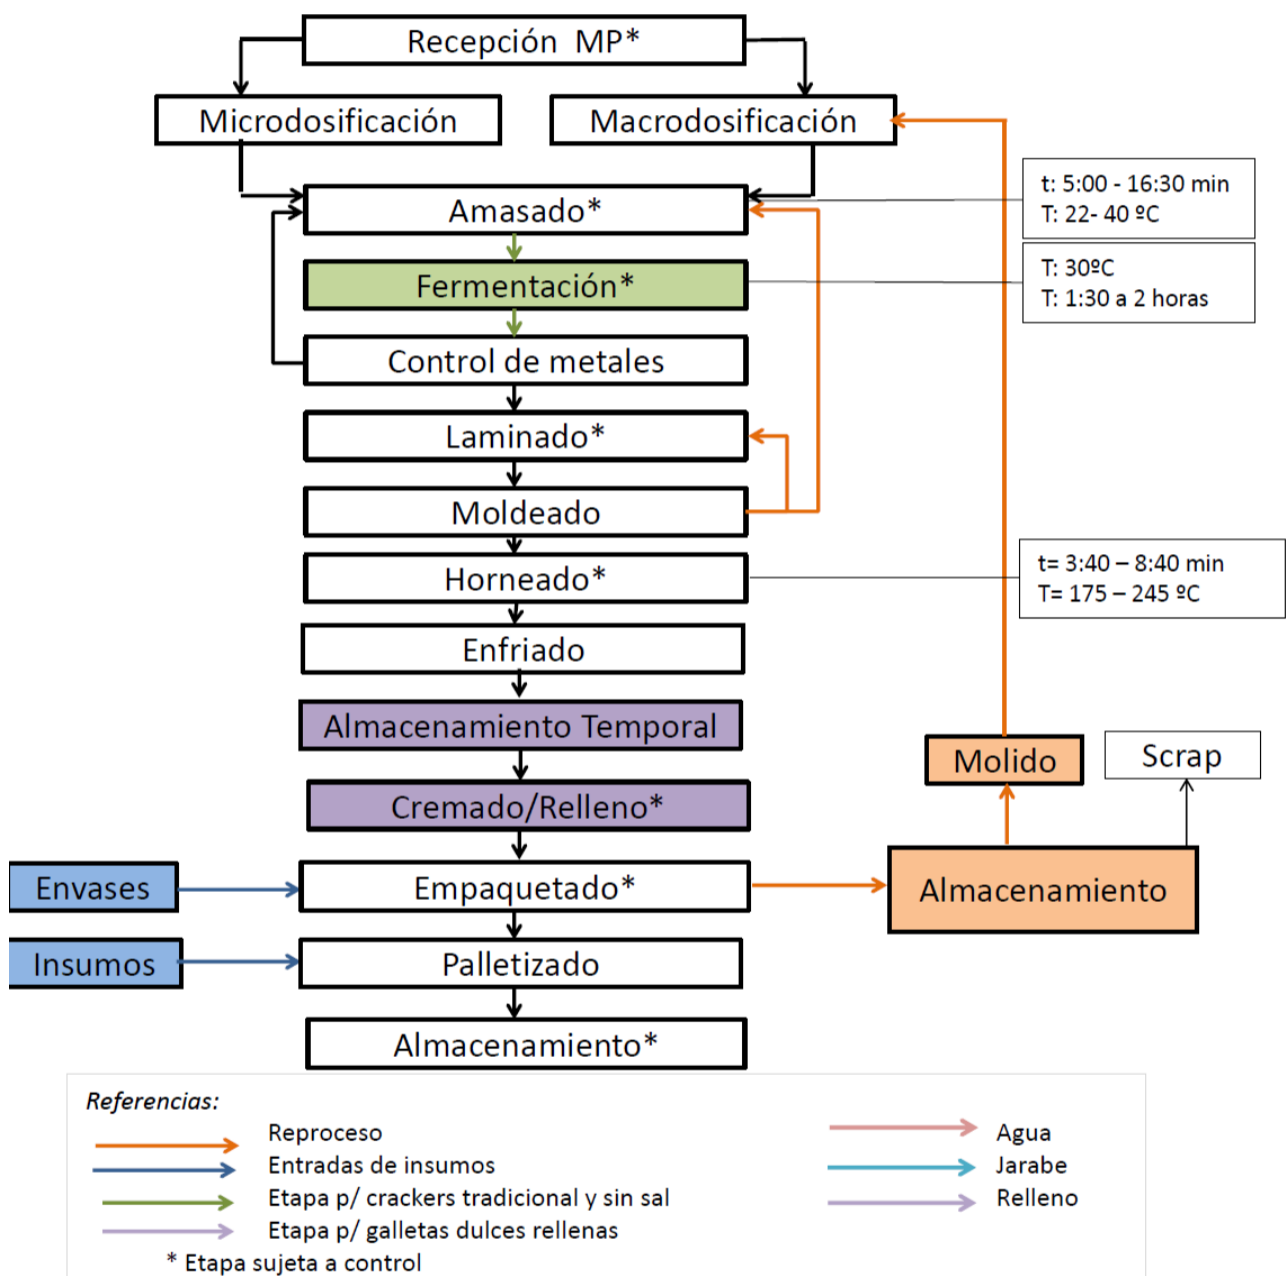 Recepción MP*
Microdosificación
Macrodosificación
Amasado*
t: 5:00 - 16:30 min
T: 22- 40 ºC
Fermentación*
T: 30ºC
T: 1:30 a 2 horas
Control de metales
Laminado*
Moldeado
Horneado*
t= 3:40 – 8:40 min
T= 175 – 245 ºC
Enfriado
Almacenamiento Temporal
Molido
Scrap
Cremado/Relleno*
Envases
Empaquetado*
Almacenamiento
Insumos
Palletizado
Almacenamiento*
Referencias:
Reproceso
Entradas de insumos
Etapa p/ crackers tradicional y sin sal
Etapa p/ galletas dulces rellenas
* Etapa sujeta a control
Agua
Jarabe
Relleno